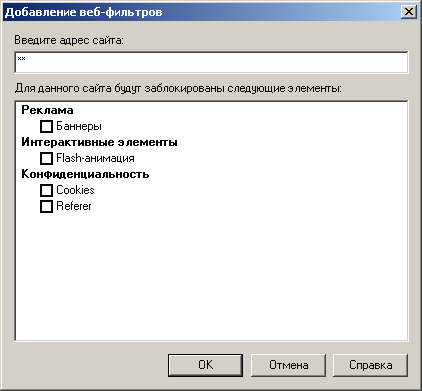 Добавление веб-фильтров
Введите адрес сайта:
**
Для данного сайта будут заблокированы следующие элементы:
Реклама
Баннеры
Интерактивные элементы
Flash-анимация
Конфиденциальность
Cookies
Referer
OK
Отмена
Справка